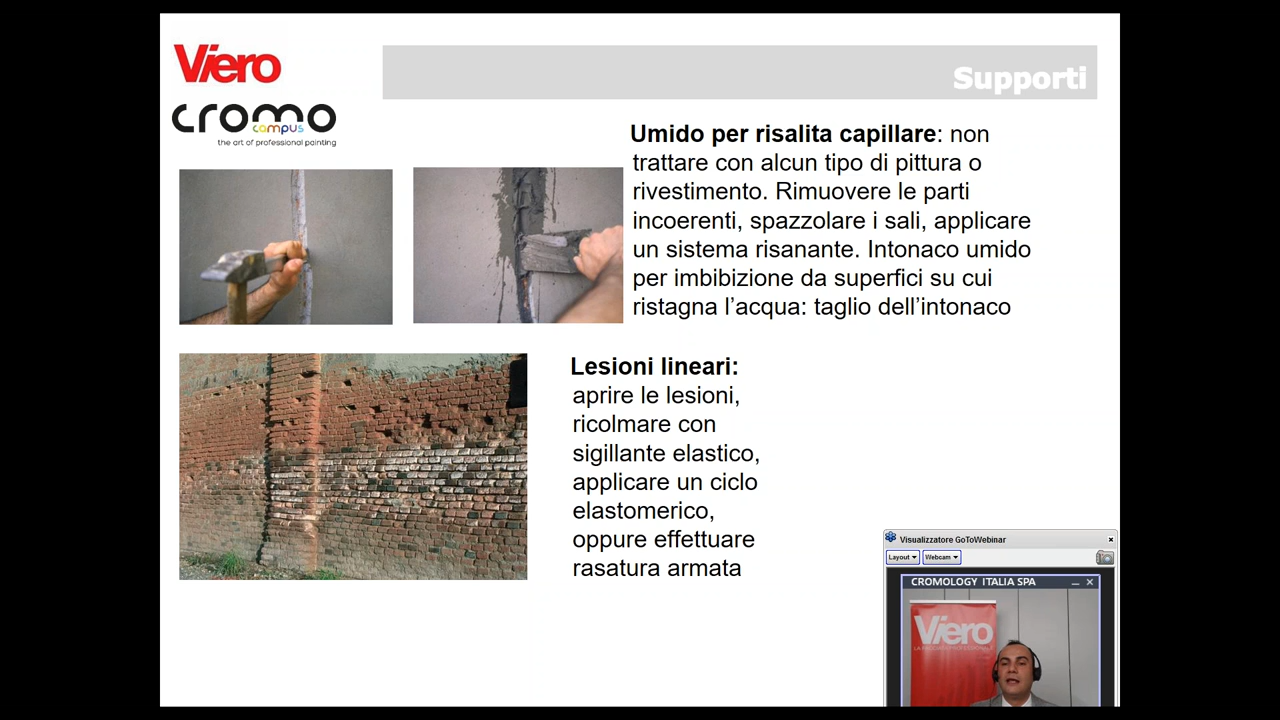 Viero
cromo
campus
the art of professional painting
Supporti
Umido per risalita capillare: non
trattare con alcun tipo di pittura o
rivestimento. Rimuovere le parti
incoerenti, spazzolare i sali, applicare
un sistema risanante. Intonaco umido
per imbibizione da superfici su cui
ristagna l’acqua: taglio dell’intonaco
Lesioni lineari:
aprire le lesioni,
ricolmare con
sigillante elastico,
applicare un ciclo
elastomerico,
oppure effettuare
rasatura armata
Visualizzatore GoToWebinar
Layout
Webcam
CROMOLOGY ITALIA SPA
Viero